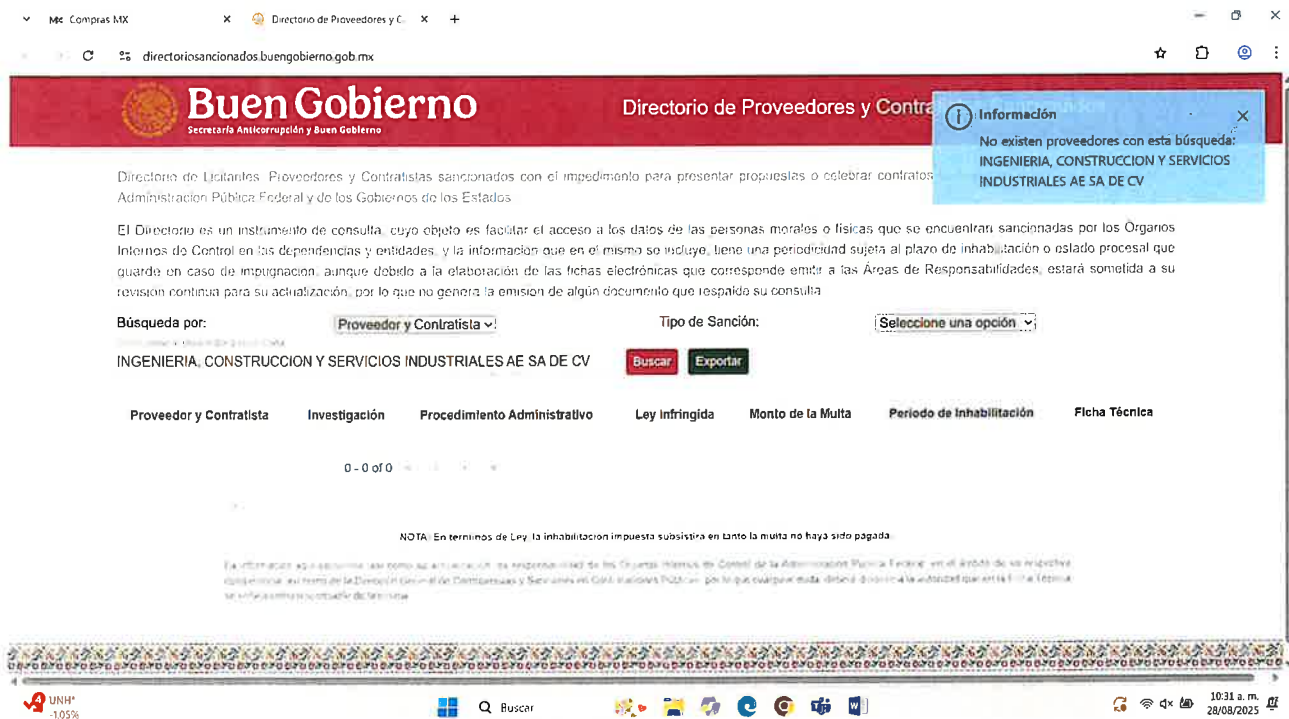 Compras MX
Directorio de Proveedores y C
directoriosancionados.buengobierno.gob.mx
Buen Gobierno
Secretaría Anticorrupción y Buen Gobierno
Directorio de Proveedores y Contra
Información
No existen proveedores con esta búsqueda:
INGENIERIA, CONSTRUCCION Y SERVICIOS
INDUSTRIALES AE SA DE CV
Directorio de Licitantes, Proveedores y Contratistas sancionados con el impedimento para presentar propuestas o celebrar contratos
Administración Pública Federal y de los Gobiernos de los Estados
El Directorio es un instrumento de consulta, cuyo objeto es facilitar el acceso a los datos de las personas morales o físicas que se encuentran sancionadas por los Órganos
Internos de Control en las dependencias y entidades, y la información que en el mismo se incluye, tiene una periodicidad sujeta al plazo de inhabilitación o estado procesal que
guarde en caso de impugnación, aunque debido a la elaboración de las fichas electrónicas que corresponde emitir a las Áreas de Responsabilidades, estará sometida a su
revisión continua para su actualización, por lo que no genera la emisión de algún documento que respalde su consulta.
Búsqueda por: Proveedor y Contratista Tipo de Sanción: Seleccione una opción
INGENIERIA, CONSTRUCCION Y SERVICIOS INDUSTRIALES AE SA DE CV Buscar Exportar
Proveedor y Contratista Investigación Procedimiento Administrativo Ley Infringida Monto de la Multa Periodo de Inhabilitación Ficha Técnica
0 - 0 of 0
NOTA: En términos de Ley, la inhabilitación impuesta subsistirá en tanto la multa no haya sido pagada.
UNH*
-1.05%
Buscar
10:31 a. m.
28/08/2025